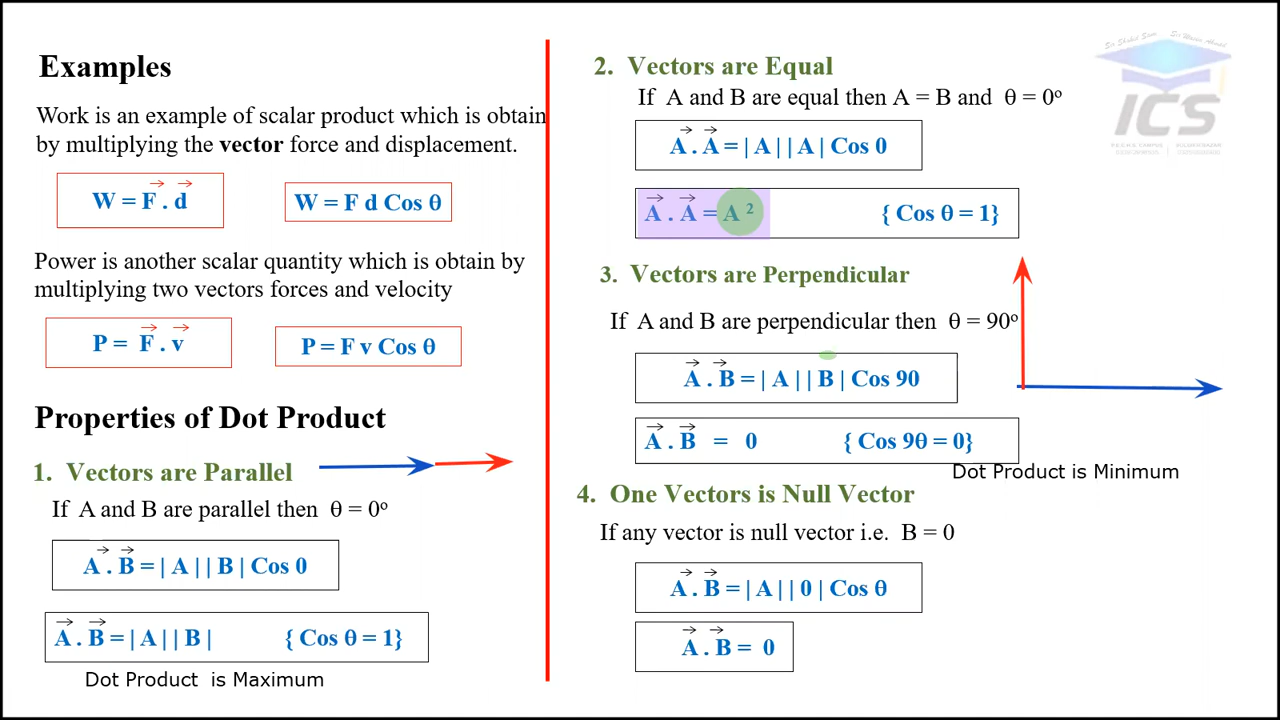 Examples
Work is an example of scalar product which is obtain
by multiplying the vector force and displacement.
W = F . d
W = F d Cos θ
Power is another scalar quantity which is obtain by
multiplying two vectors forces and velocity
P = F . v
P = F v Cos θ
Properties of Dot Product
1. Vectors are Parallel
If A and B are parallel then θ = 0º
A . B = | A | | B | Cos 0
A . B = | A | | B | { Cos θ = 1}
Dot Product is Maximum
2. Vectors are Equal
If A and B are equal then A = B and θ = 0º
A . A = | A | | A | Cos 0
A . A = A ² { Cos θ = 1}
3. Vectors are Perpendicular
If A and B are perpendicular then θ = 90º
A . B = | A | | B | Cos 90
A . B = 0 { Cos 9θ = 0}
Dot Product is Minimum
4. One Vectors is Null Vector
If any vector is null vector i.e. B = 0
A . B = | A | | 0 | Cos θ
A . B = 0
ICS